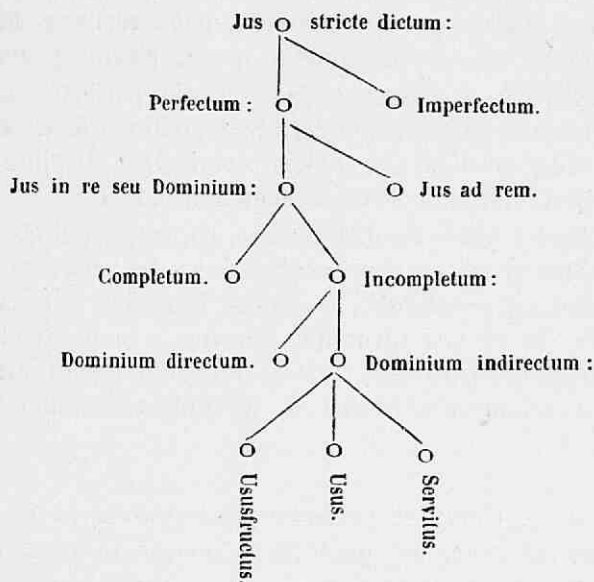 Jus O stricte dictum:
Perfectum: O O Imperfectum.
Jus in re seu Dominium: O O Jus ad rem.
Completum. O O Incompletum:
Dominium directum. O O Dominium indirectum:
O O O
Ususfructus.
Usus.
Servitus.